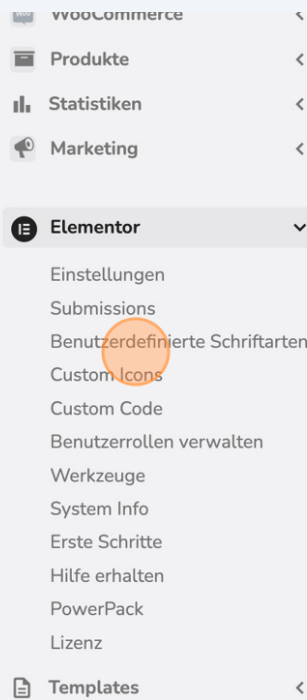 WooCommerce
Produkte
Statistiken
Marketing
Elementor
Einstellungen
Submissions
Benutzerdefinierte Schriftarten
Custom Icons
Custom Code
Benutzerrollen verwalten
Werkzeuge
System Info
Erste Schritte
Hilfe erhalten
PowerPack
Lizenz
Templates